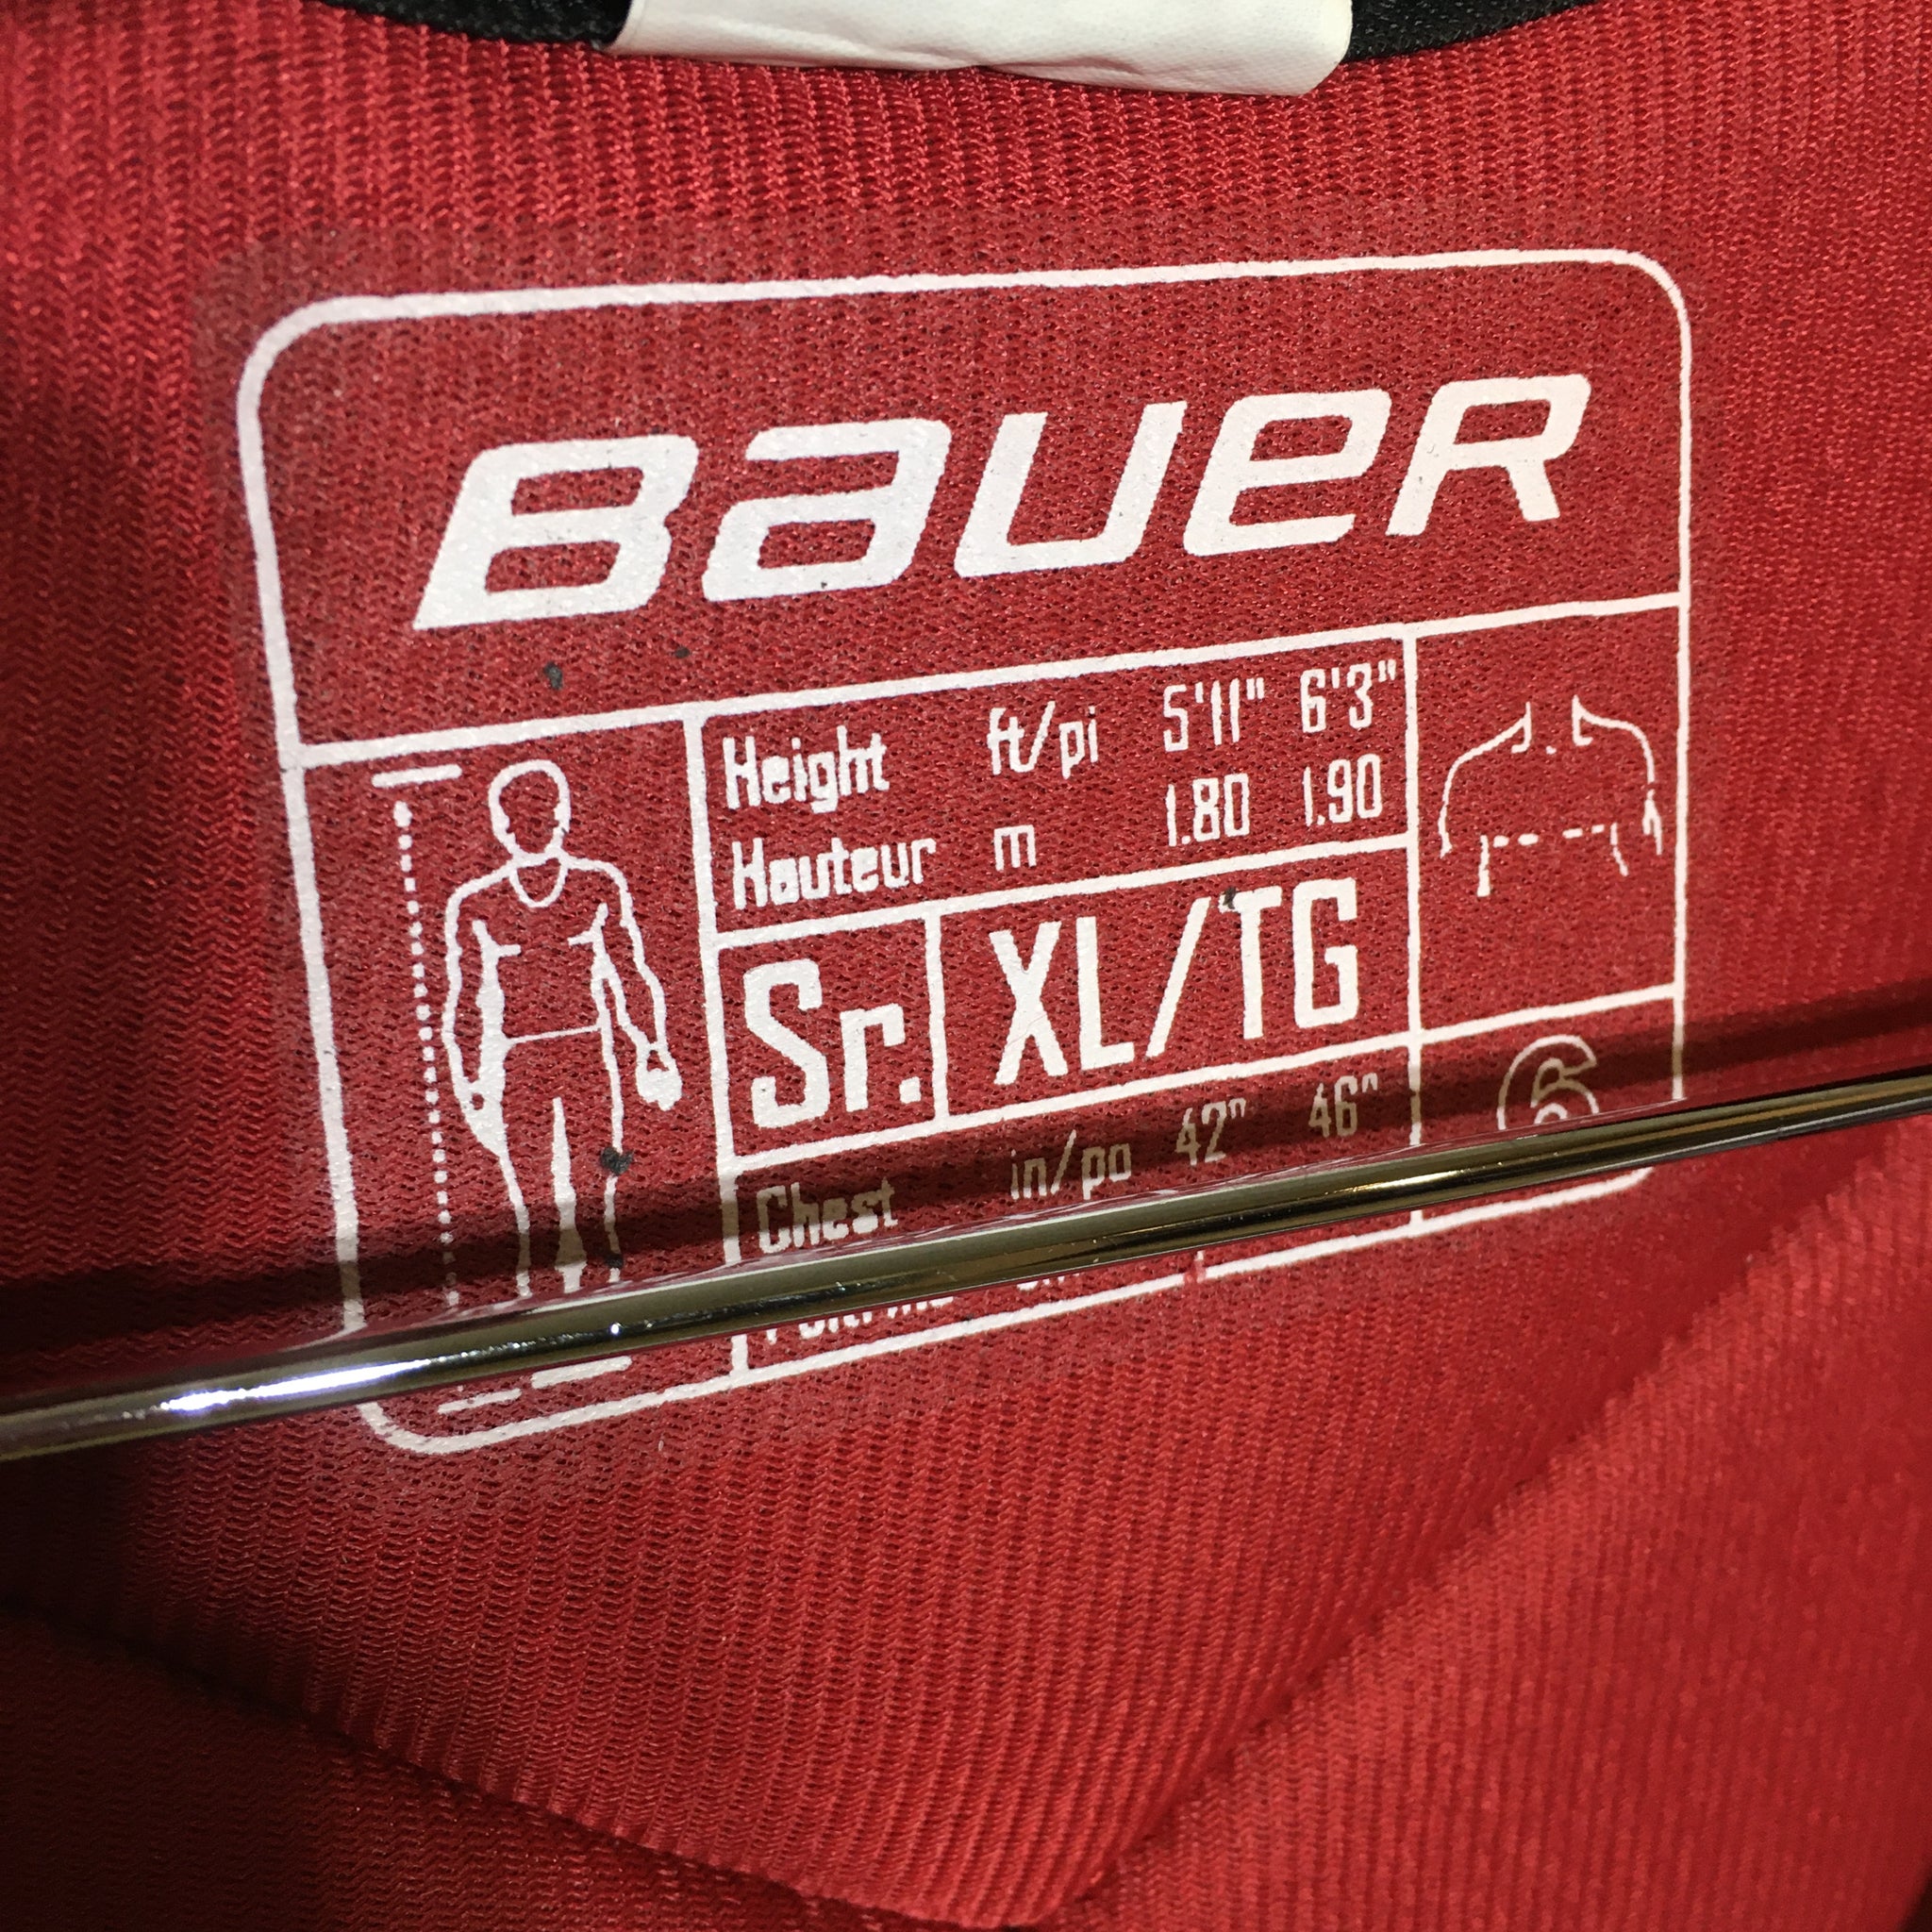 BAUER
Height ft/pi 5'11" 6'3"
Hauteur m 1.80 1.90
Sr. XL/TG
Chest in/po 42" 46"
6